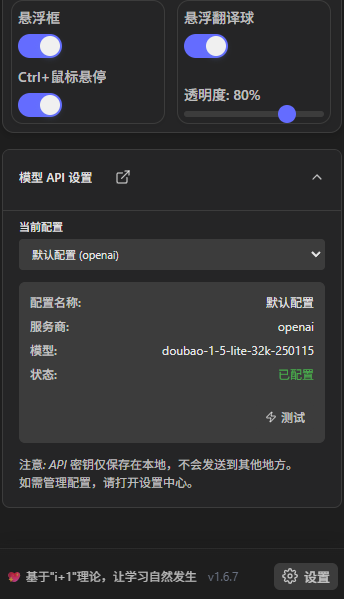 悬浮框
悬浮翻译球
Ctrl+鼠标悬停
透明度: 80%
模型 API 设置
当前配置
默认配置 (openai)
配置名称: 默认配置
服务商: openai
模型: doubao-1-5-lite-32k-250115
状态: 已配置
测试
注意: API 密钥仅保存在本地，不会发送到其他地方。
如需管理配置，请打开设置中心。
💖 基于"i+1"理论，让学习自然发生 v1.6.7 设置